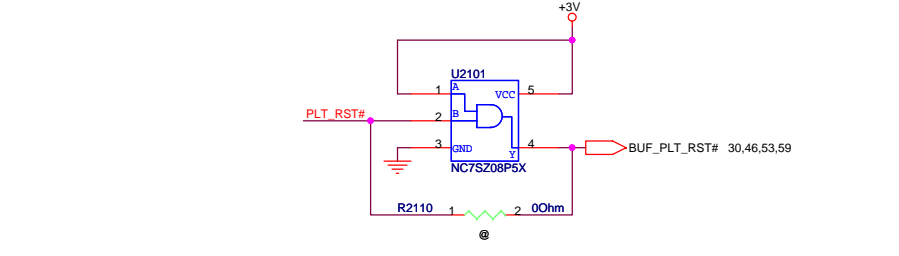 +3V
U2101
1 A VCC 5
PLT_RST# 2 B
3 GND Y 4 BUF_PLT_RST# 30,46,53,59
NC7SZ08P5X
R2110 1 2 0Ohm
@